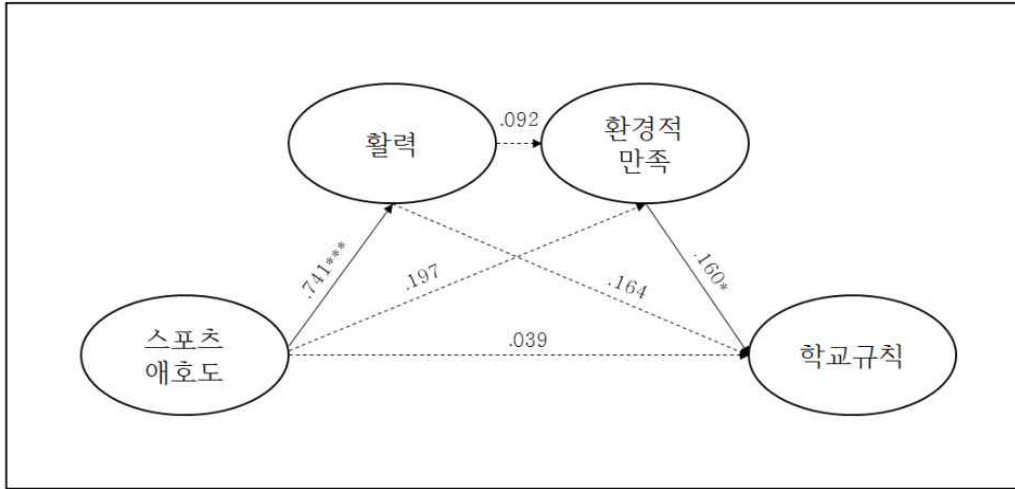 활력
.092
환경적
만족
.741***
.197
.164
.160*
스포츠
애호도
.039
학교규칙